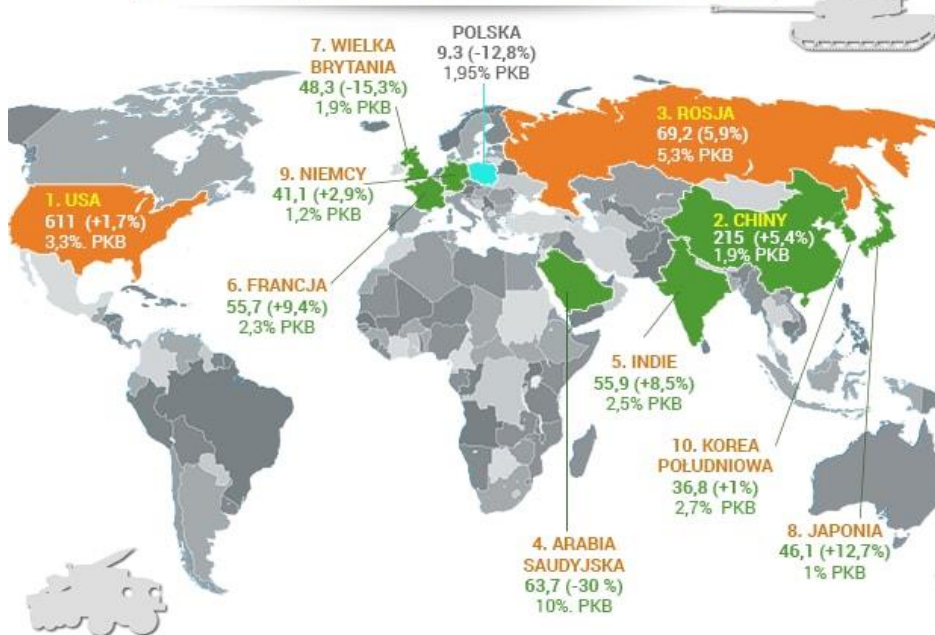 7. WIELKA
BRYTANIA
48,3 (-15,3%)
1,9% PKB
POLSKA
9.3 (-12,8%)
1,95% PKB
3. ROSJA
69,2 (5,9%)
5,3% PKB
9. NIEMCY
41,1 (+2,9%)
1,2% PKB
1. USA
611 (+1,7%)
3,3%. PKB
2. CHINY
215 (+5,4%)
1,9% PKB
6. FRANCJA
55,7 (+9,4%)
2,3% PKB
5. INDIE
55,9 (+8,5%)
2,5% PKB
10. KOREA
POŁUDNIOWA
36,8 (+1%)
2,7% PKB
4. ARABIA
SAUDYJSKA
63,7 (-30 %)
10%. PKB
8. JAPONIA
46,1 (+12,7%)
1% PKB